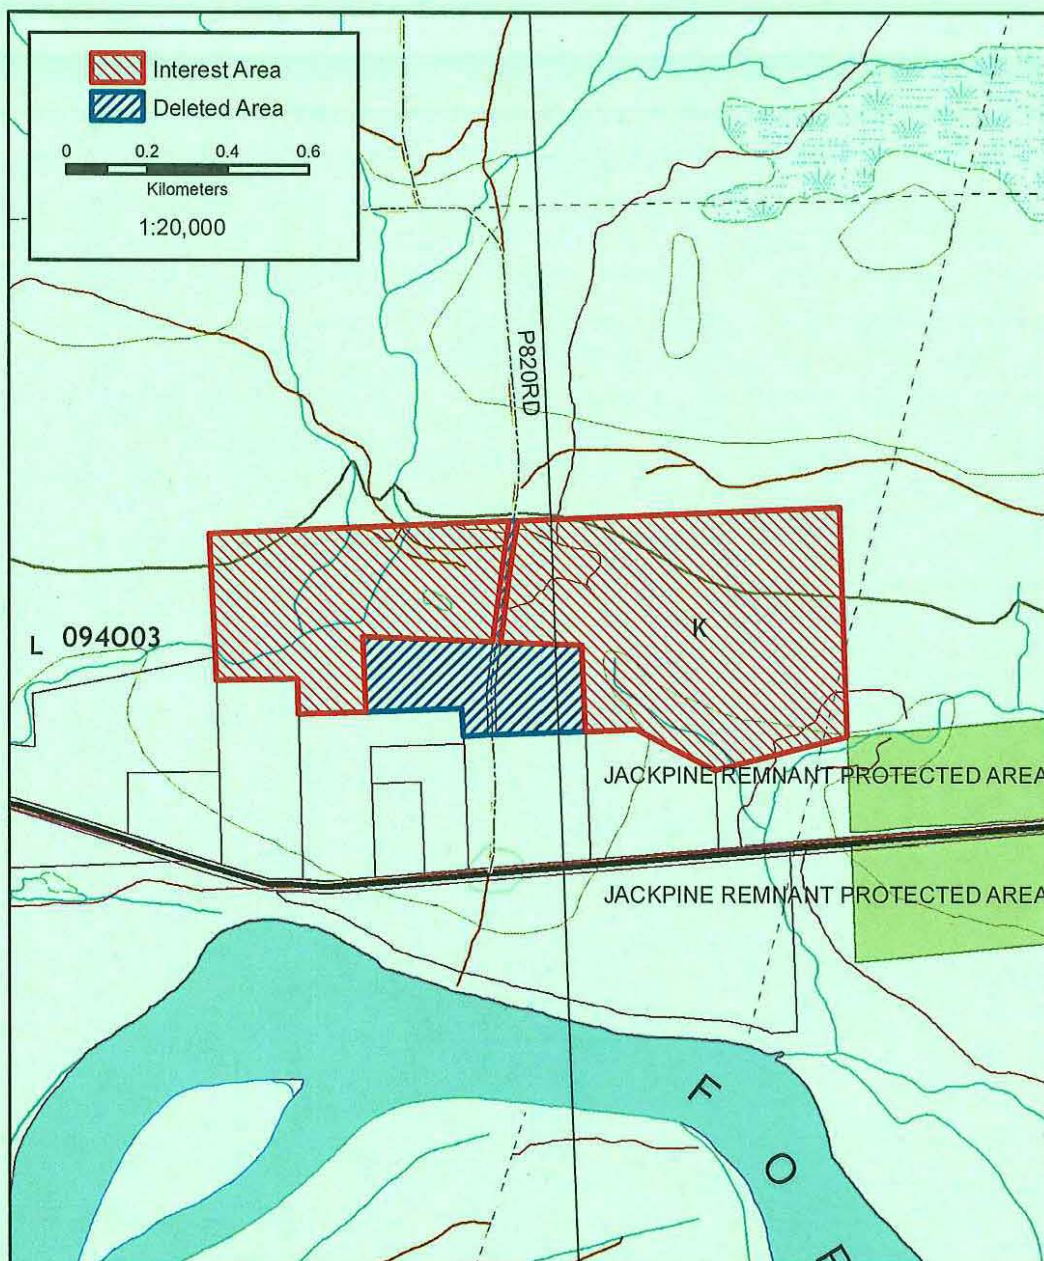 Interest Area
Deleted Area
0 0.2 0.4 0.6
Kilometers
1:20,000
P820RD
L 094O03
K
JACKPINE REMNANT PROTECTED AREA
JACKPINE REMNANT PROTECTED AREA
F
O